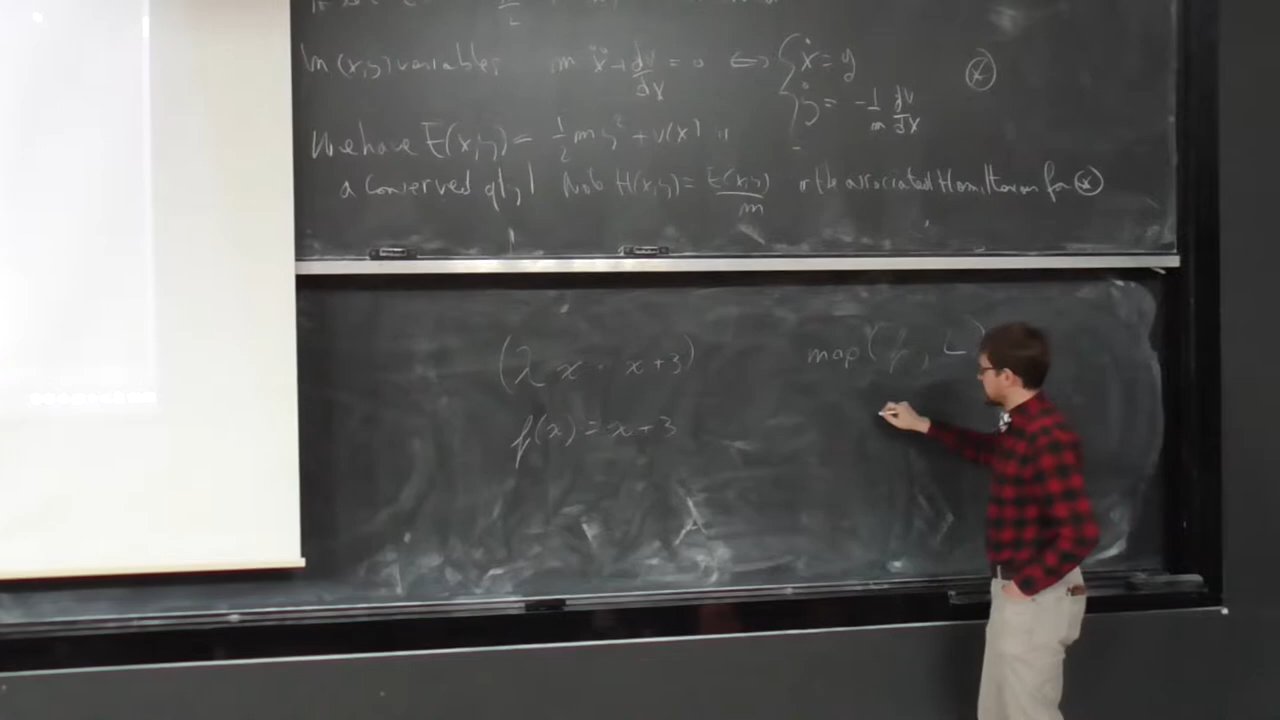 In (x,y) variables m ẍ + dV/dx = 0 ⇔ { ẋ = y
ẏ = -1/m dV/dx
(*)
We have E(x,y) = 1/2 m y² + V(x) is
a conserved qty! Note H(x,y) = E(x,y)/m is the associated Hamiltonian for (*)
(λ x . x+3)
f(x) = x+3
map(f, L)